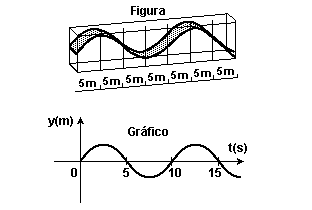 Figura
5m, 5m, 5m, 5m, 5m, 5m, 5m
y(m)
Gráfico
t(s)
0 5 10 15